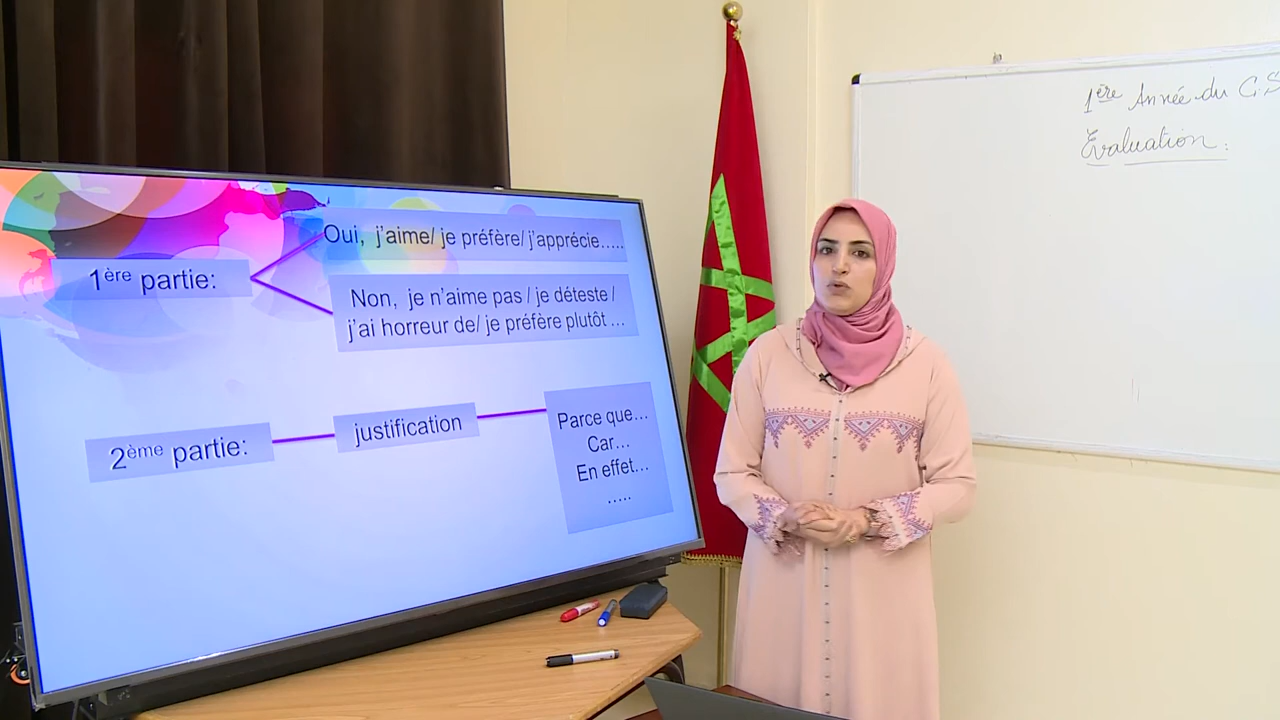 1ère partie:
Oui, j'aime/ je préfère/ j'apprécie…..
Non, je n'aime pas / je déteste /
j'ai horreur de/ je préfère plutôt …
2ème partie:
justification
Parce que…
Car…
En effet…
…..
1ère Année du C.S
Évaluation :